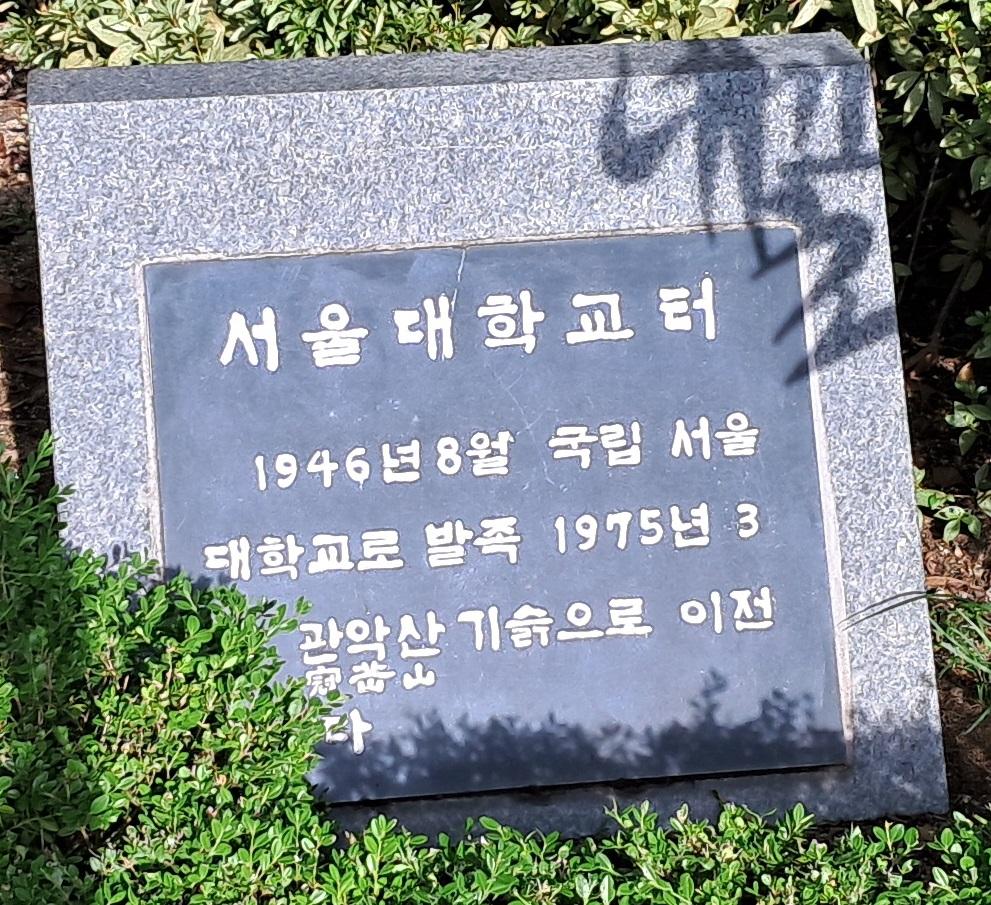 서울대학교터
1946년 8월 국립 서울
대학교로 발족 1975년 3
관악산 기슭으로 이전
冠岳山
다